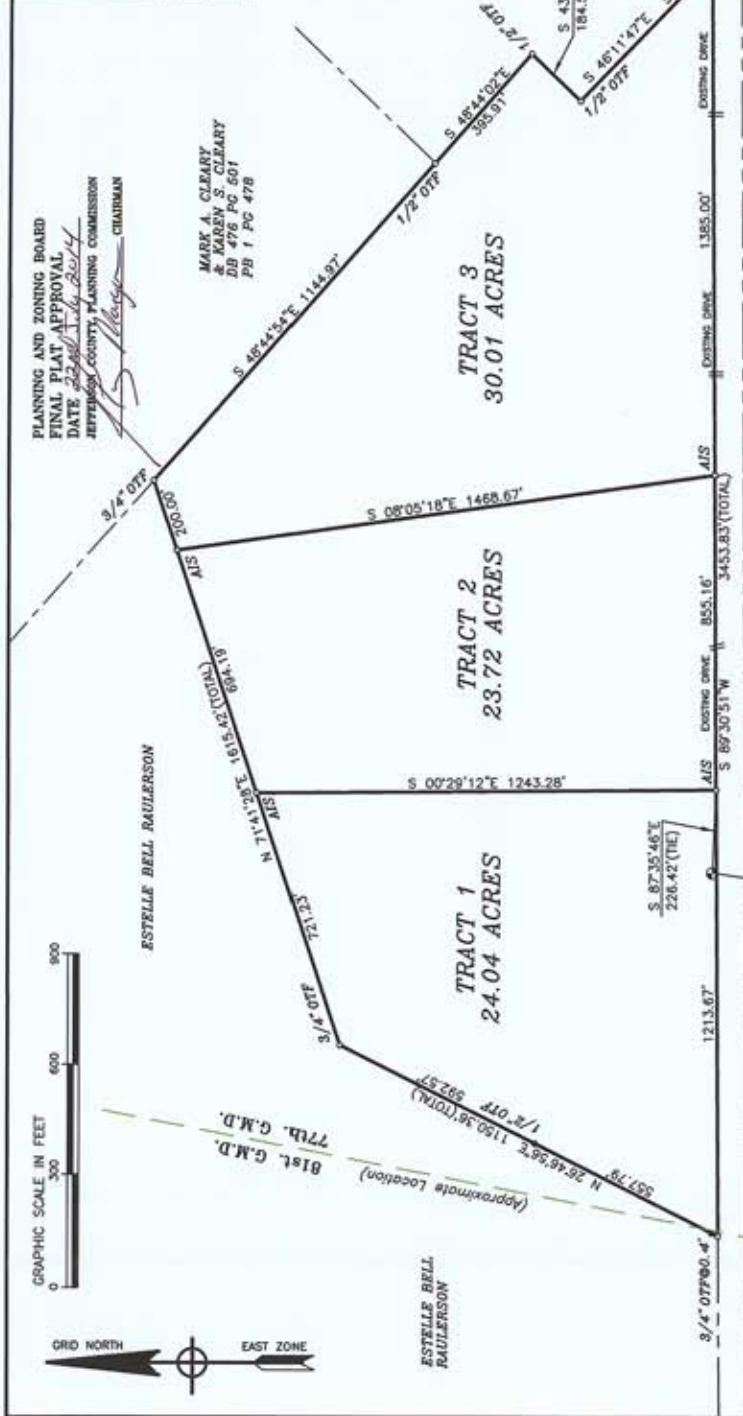 GRAPHIC SCALE IN FEET
0 300 600 900
GRID NORTH
EAST ZONE
PLANNING AND ZONING BOARD
FINAL PLAT APPROVAL
DATE 22nd July 2014
JEFFERSON COUNTY PLANNING COMMISSION
CHAIRMAN
MARK A. CLEARY
& KAREN S. CLEARY
DB 476 PG 501
PB 1 PG 478
ESTELLE BELL RAULERSON
ESTELLE BELL
RAULERSON
81st. G.M.D.
77th. G.M.D.
(Approximate Location)
3/4" OTF@0.4'
557.79'
N 26°46'56"E 1150.36'(TOTAL)
1/2" OTF
592.57'
3/4" OTF
721.23'
N 71°41'28"E 1615.42'(TOTAL)
AIS
694.19'
AIS
200.00'
3/4" OTF
S 48°44'54"E 1144.97'
1/2" OTF
S 48°44'02"E
395.91'
1/2" OTF
S 43
184.
1/2" OTF
S 46°11'47"E
TRACT 1
24.04 ACRES
S 00°29'12"E 1243.28'
TRACT 2
23.72 ACRES
S 08°05'18"E 1468.67'
TRACT 3
30.01 ACRES
S 87°35'46"E
226.42'(TIE)
1213.67'
AIS
EXISTING DRIVE
855.16'
AIS
EXISTING DRIVE
1385.00'
EXISTING DRIVE
S 89°30'51"W
3453.83'(TOTAL)